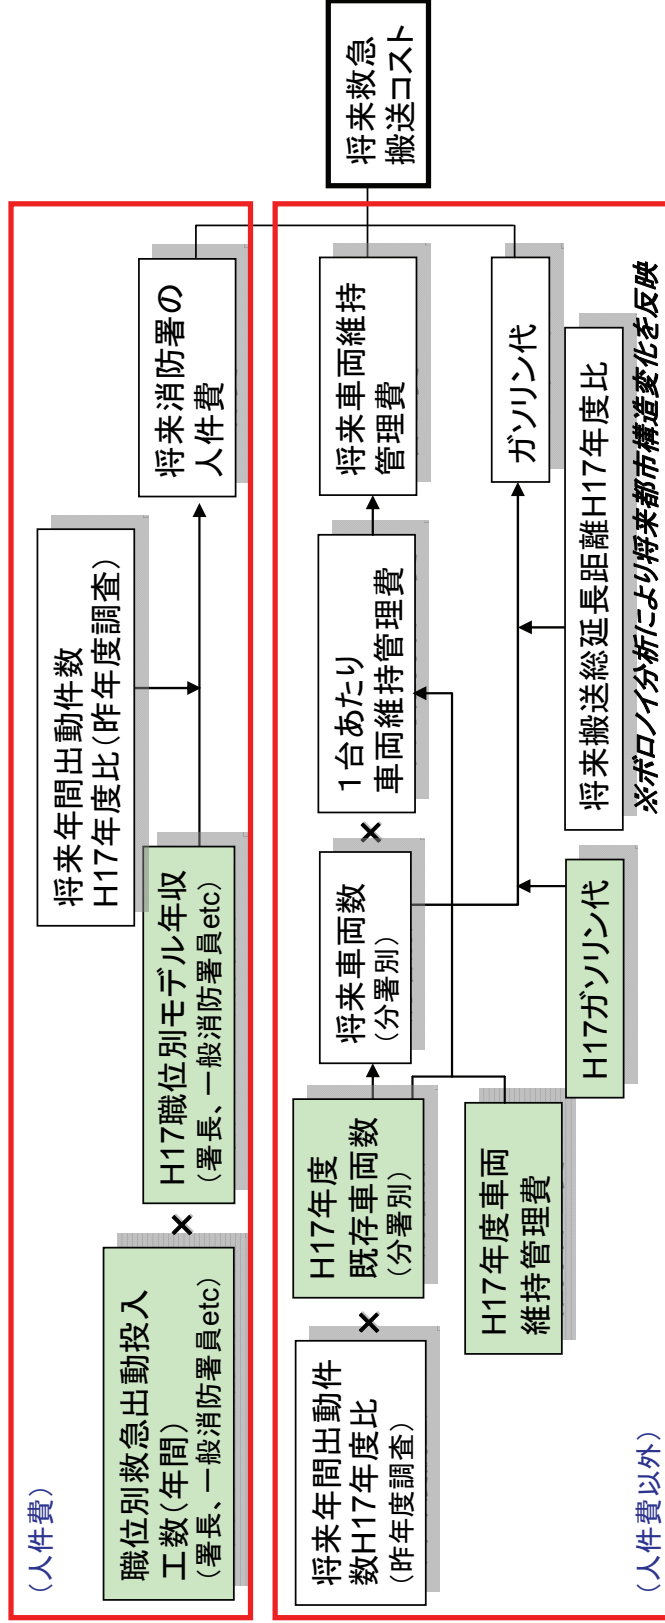 (人件費)
職位別救急出動投入
工数(年間)
(署長、一般消防署員etc)
×
H17職位別モデル年収
(署長、一般消防署員etc)
将来年間出動件数
H17年度比(昨年度調査)
将来消防署の
人件費
将来救急
搬送コスト
将来年間出動件
数H17年度比
(昨年度調査)
×
H17年度
既存車両数
(分署別)
将来車両数
(分署別)
×
1台あたり
車両維持管理費
将来車両維持
管理費
H17年度車両
維持管理費
H17ガソリン代
将来搬送総延長距離H17年度比
ガソリン代
※ボロノイ分析により将来都市構造変化を反映
(人件費以外)